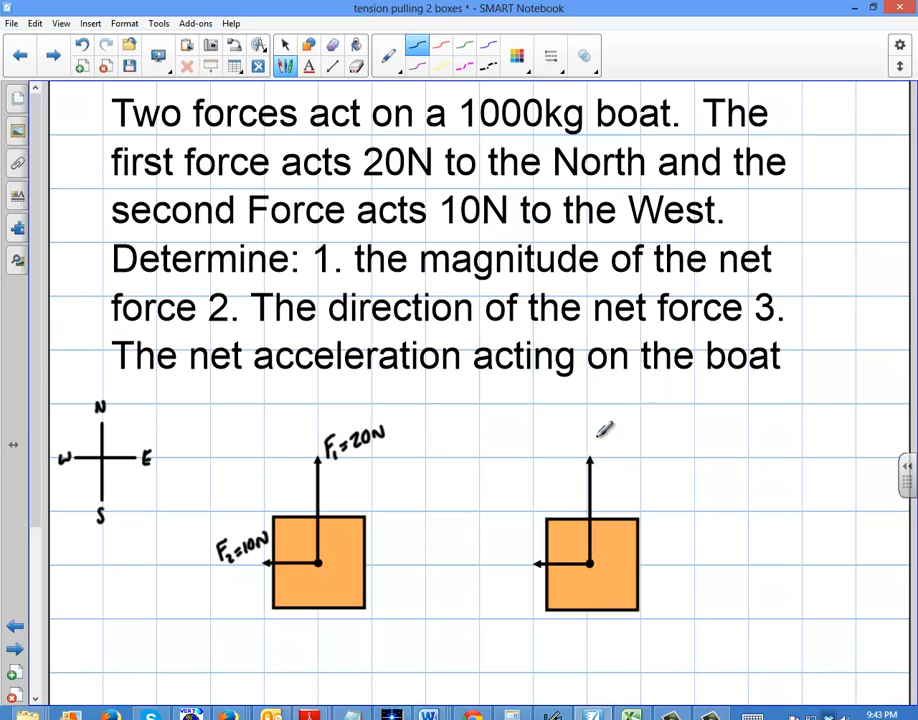 tension pulling 2 boxes * - SMART Notebook
File Edit View Insert Format Tools Add-ons Help
Two forces act on a 1000kg boat. The
first force acts 20N to the North and the
second Force acts 10N to the West.
Determine: 1. the magnitude of the net
force 2. The direction of the net force 3.
The net acceleration acting on the boat
N
W E
S
F₁=20N
F₂=10N
9:43 PM